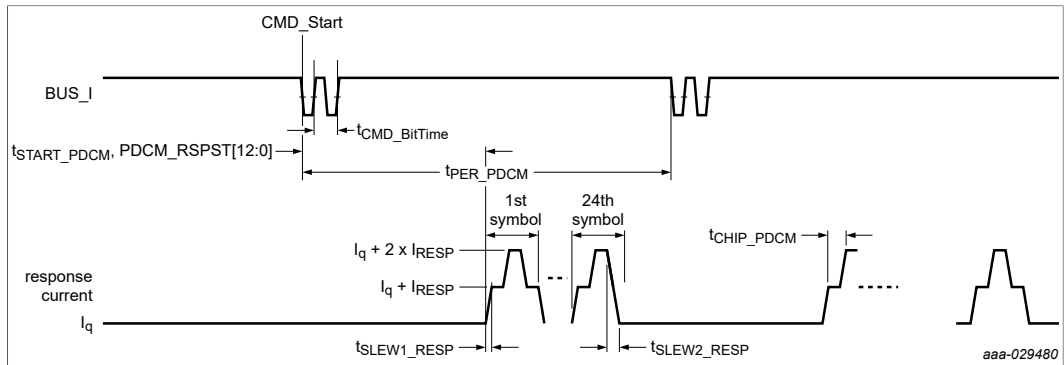 CMD_Start
BUS_I
tCMD_BitTime
tSTART_PDCM, PDCM_RSPST[12:0]
tPER_PDCM
1st
symbol
24th
symbol
tCHIP_PDCM
Iq + 2 x IRESP
response
current
Iq + IRESP
Iq
tSLEW1_RESP
tSLEW2_RESP
aaa-029480